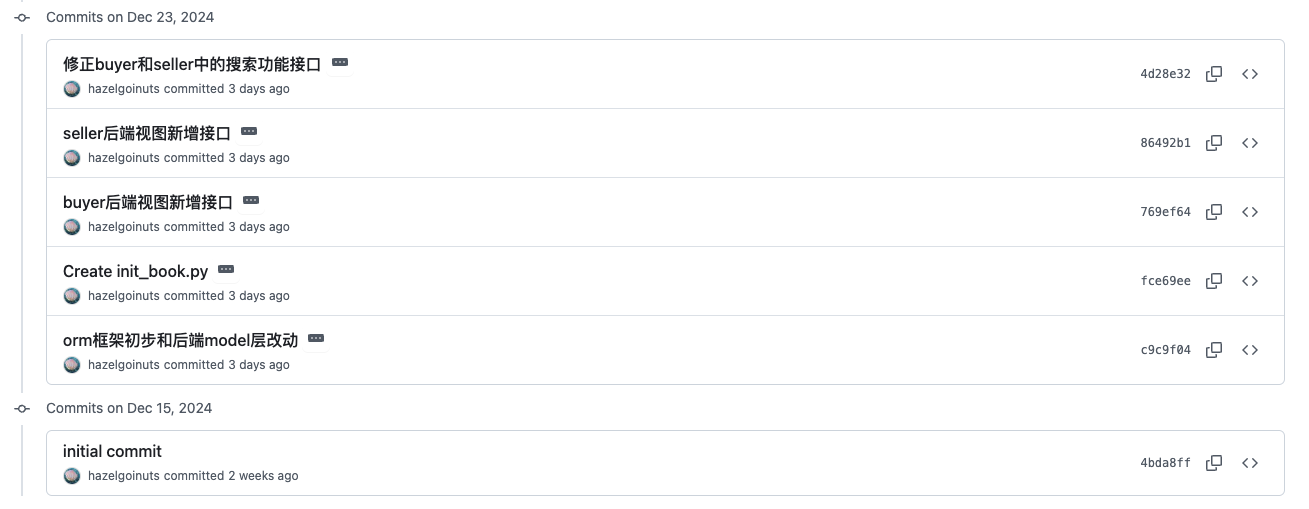 Commits on Dec 23, 2024
修正buyer和seller中的搜索功能接口
hazelgoinuts committed 3 days ago
4d28e32
seller后端视图新增接口
hazelgoinuts committed 3 days ago
86492b1
buyer后端视图新增接口
hazelgoinuts committed 3 days ago
769ef64
Create init_book.py
hazelgoinuts committed 3 days ago
fce69ee
orm框架初步和后端model层改动
hazelgoinuts committed 3 days ago
c9c9f04
Commits on Dec 15, 2024
initial commit
hazelgoinuts committed 2 weeks ago
4bda8ff